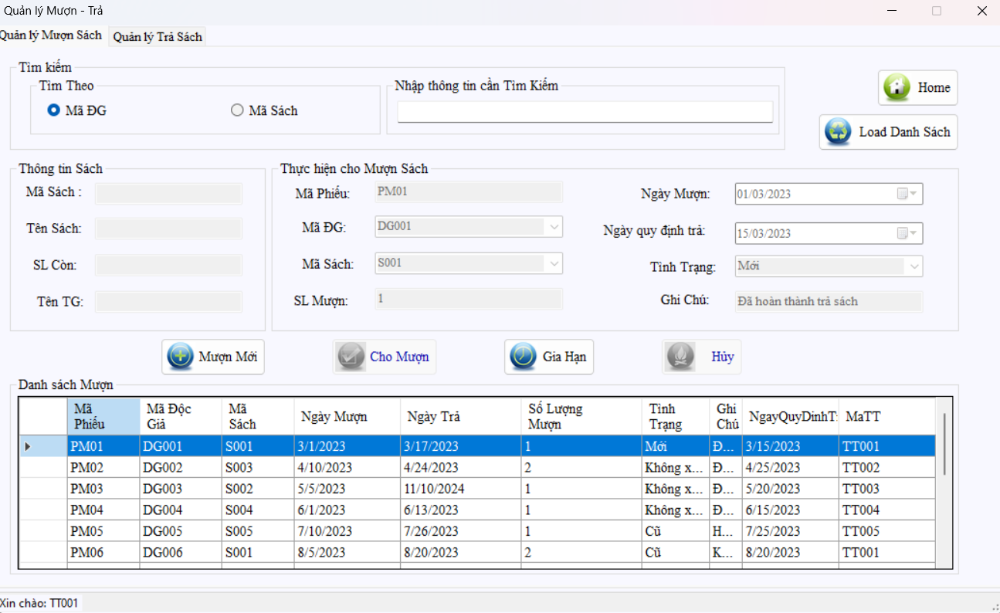 Quản lý Mượn - Trả
Quản lý Mượn Sách Quản lý Trả Sách
Tìm kiếm
Tìm Theo
Mã ĐG Mã Sách
Nhập thông tin cần Tìm Kiếm
Home
Load Danh Sách
Thông tin Sách
Mã Sách :
Tên Sách:
SL Còn:
Tên TG:
Thực hiện cho Mượn Sách
Mã Phiếu: PM01
Mã ĐG: DG001
Mã Sách: S001
SL Mượn: 1
Ngày Mượn: 01/03/2023
Ngày quy định trả: 15/03/2023
Tình Trạng: Mới
Ghi Chú: Đã hoàn thành trả sách
Mượn Mới Cho Mượn Gia Hạn Hủy
Danh sách Mượn
Mã Phiếu Mã Độc Giả Mã Sách Ngày Mượn Ngày Trả Số Lượng Mượn Tình Trạng Ghi Chú NgayQuyDinhT MaTT
PM01 DG001 S001 3/1/2023 3/17/2023 1 Mới Đ... 3/15/2023 TT001
PM02 DG002 S003 4/10/2023 4/24/2023 2 Không x... Đ... 4/25/2023 TT002
PM03 DG003 S002 5/5/2023 11/10/2024 1 Không x... Đ... 5/20/2023 TT003
PM04 DG004 S004 6/1/2023 6/13/2023 1 Không x... Đ... 6/15/2023 TT004
PM05 DG005 S005 7/10/2023 7/26/2023 1 Cũ H... 7/25/2023 TT005
PM06 DG006 S001 8/5/2023 8/20/2023 2 Cũ K... 8/20/2023 TT001
Xin chào: TT001